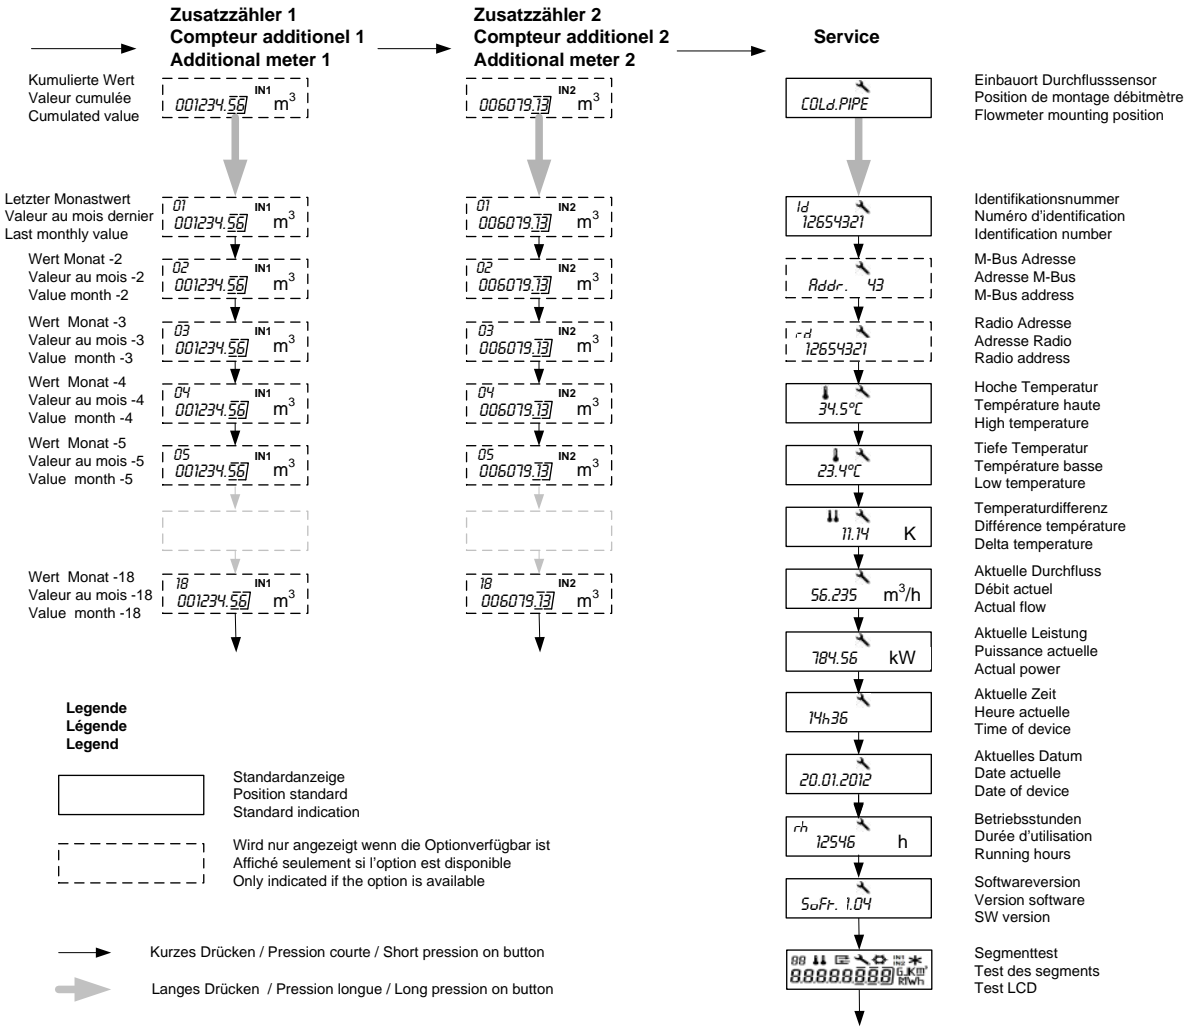 Zusatzzähler 1
Compteur additionel 1
Additional meter 1
Zusatzzähler 2
Compteur additionel 2
Additional meter 2
Service
Kumulierte Wert
Valeur cumulée
Cumulated value
IN1
001234.56 m³
IN2
006079.13 m³
COLd.PIPE
Einbauort Durchflusssensor
Position de montage débitmètre
Flowmeter mounting position
Letzter Monastwert
Valeur au mois dernier
Last monthly value
01 IN1
001234.56 m³
01 IN2
006079.13 m³
Id
12654321
Identifikationsnummer
Numéro d'identification
Identification number
Wert Monat -2
Valeur au mois -2
Value month -2
02 IN1
001234.56 m³
02 IN2
006079.13 m³
Addr. 43
M-Bus Adresse
Adresse M-Bus
M-Bus address
Wert Monat -3
Valeur au mois -3
Value month -3
03 IN1
001234.56 m³
03 IN2
006079.13 m³
rd
12654321
Radio Adresse
Adresse Radio
Radio address
Wert Monat -4
Valeur au mois -4
Value month -4
04 IN1
001234.56 m³
04 IN2
006079.13 m³
34.5°C
Hoche Temperatur
Température haute
High temperature
Wert Monat -5
Valeur au mois -5
Value month -5
05 IN1
001234.56 m³
05 IN2
006079.13 m³
23.4°C
Tiefe Temperatur
Température basse
Low temperature
11.14 K
Temperaturdifferenz
Différence température
Delta temperature
Wert Monat -18
Valeur au mois -18
Value month -18
18 IN1
001234.56 m³
18 IN2
006079.13 m³
56.235 m³/h
Aktuelle Durchfluss
Débit actuel
Actual flow
784.56 kW
Aktuelle Leistung
Puissance actuelle
Actual power
14h36
Aktuelle Zeit
Heure actuelle
Time of device
20.01.2012
Aktuelles Datum
Date actuelle
Date of device
rh
12546 h
Betriebsstunden
Durée d'utilisation
Running hours
SoFt. 1.04
Softwareversion
Version software
SW version
88 IN1
IN2
8.8.8.8.8.8.8.8
Segmenttest
Test des segments
Test LCD
Legende
Légende
Legend
Standardanzeige
Position standard
Standard indication
Wird nur angezeigt wenn die Optionverfügbar ist
Affiché seulement si l'option est disponible
Only indicated if the option is available
Kurzes Drücken / Pression courte / Short pression on button
Langes Drücken / Pression longue / Long pression on button